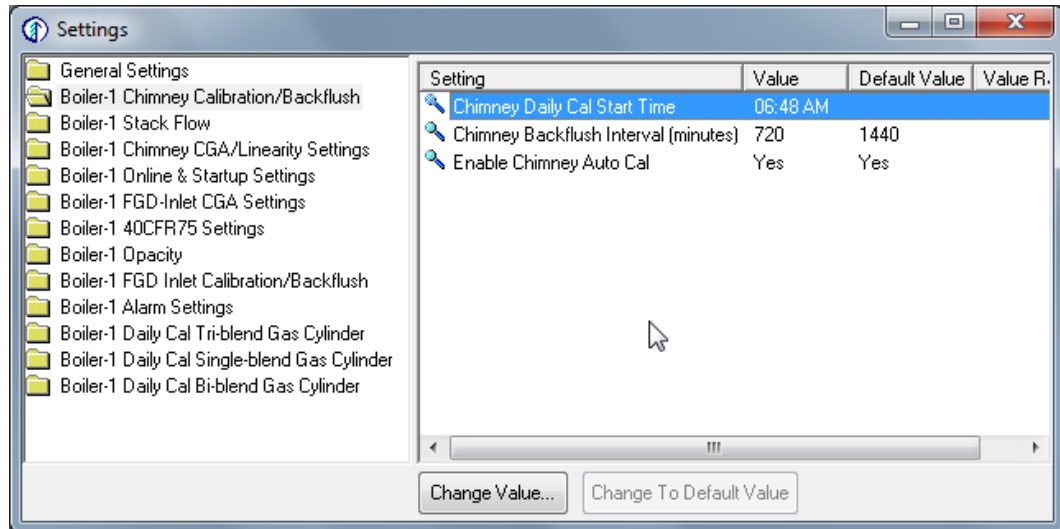 Settings
General Settings
Boiler-1 Chimney Calibration/Backflush
Boiler-1 Stack Flow
Boiler-1 Chimney CGA/Linearity Settings
Boiler-1 Online & Startup Settings
Boiler-1 FGD-Inlet CGA Settings
Boiler-1 40CFR75 Settings
Boiler-1 Opacity
Boiler-1 FGD Inlet Calibration/Backflush
Boiler-1 Alarm Settings
Boiler-1 Daily Cal Tri-blend Gas Cylinder
Boiler-1 Daily Cal Single-blend Gas Cylinder
Boiler-1 Daily Cal Bi-blend Gas Cylinder
Setting Value Default Value Value R
Chimney Daily Cal Start Time 06:48 AM
Chimney Backflush Interval (minutes) 720 1440
Enable Chimney Auto Cal Yes Yes
Change Value... Change To Default Value